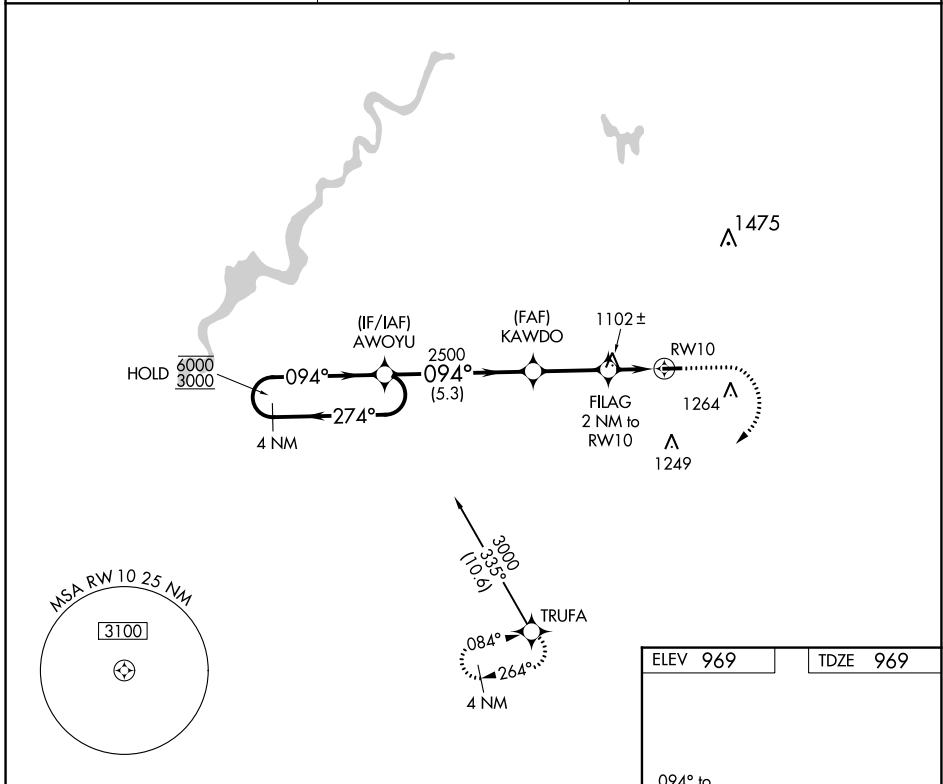 1475
(IF/IAF)
AWOYU
(FAF)
KAWDO
1102±
RW10
HOLD 6000
3000
094°
2500
094°
(5.3)
274°
4 NM
FILAG
2 NM to
RW10
1264
1249
3000
335°
(10.6)
TRUFA
084°
264°
4 NM
MSA RW 10 25 NM
3100
ELEV 969
TDZE 969
094° to